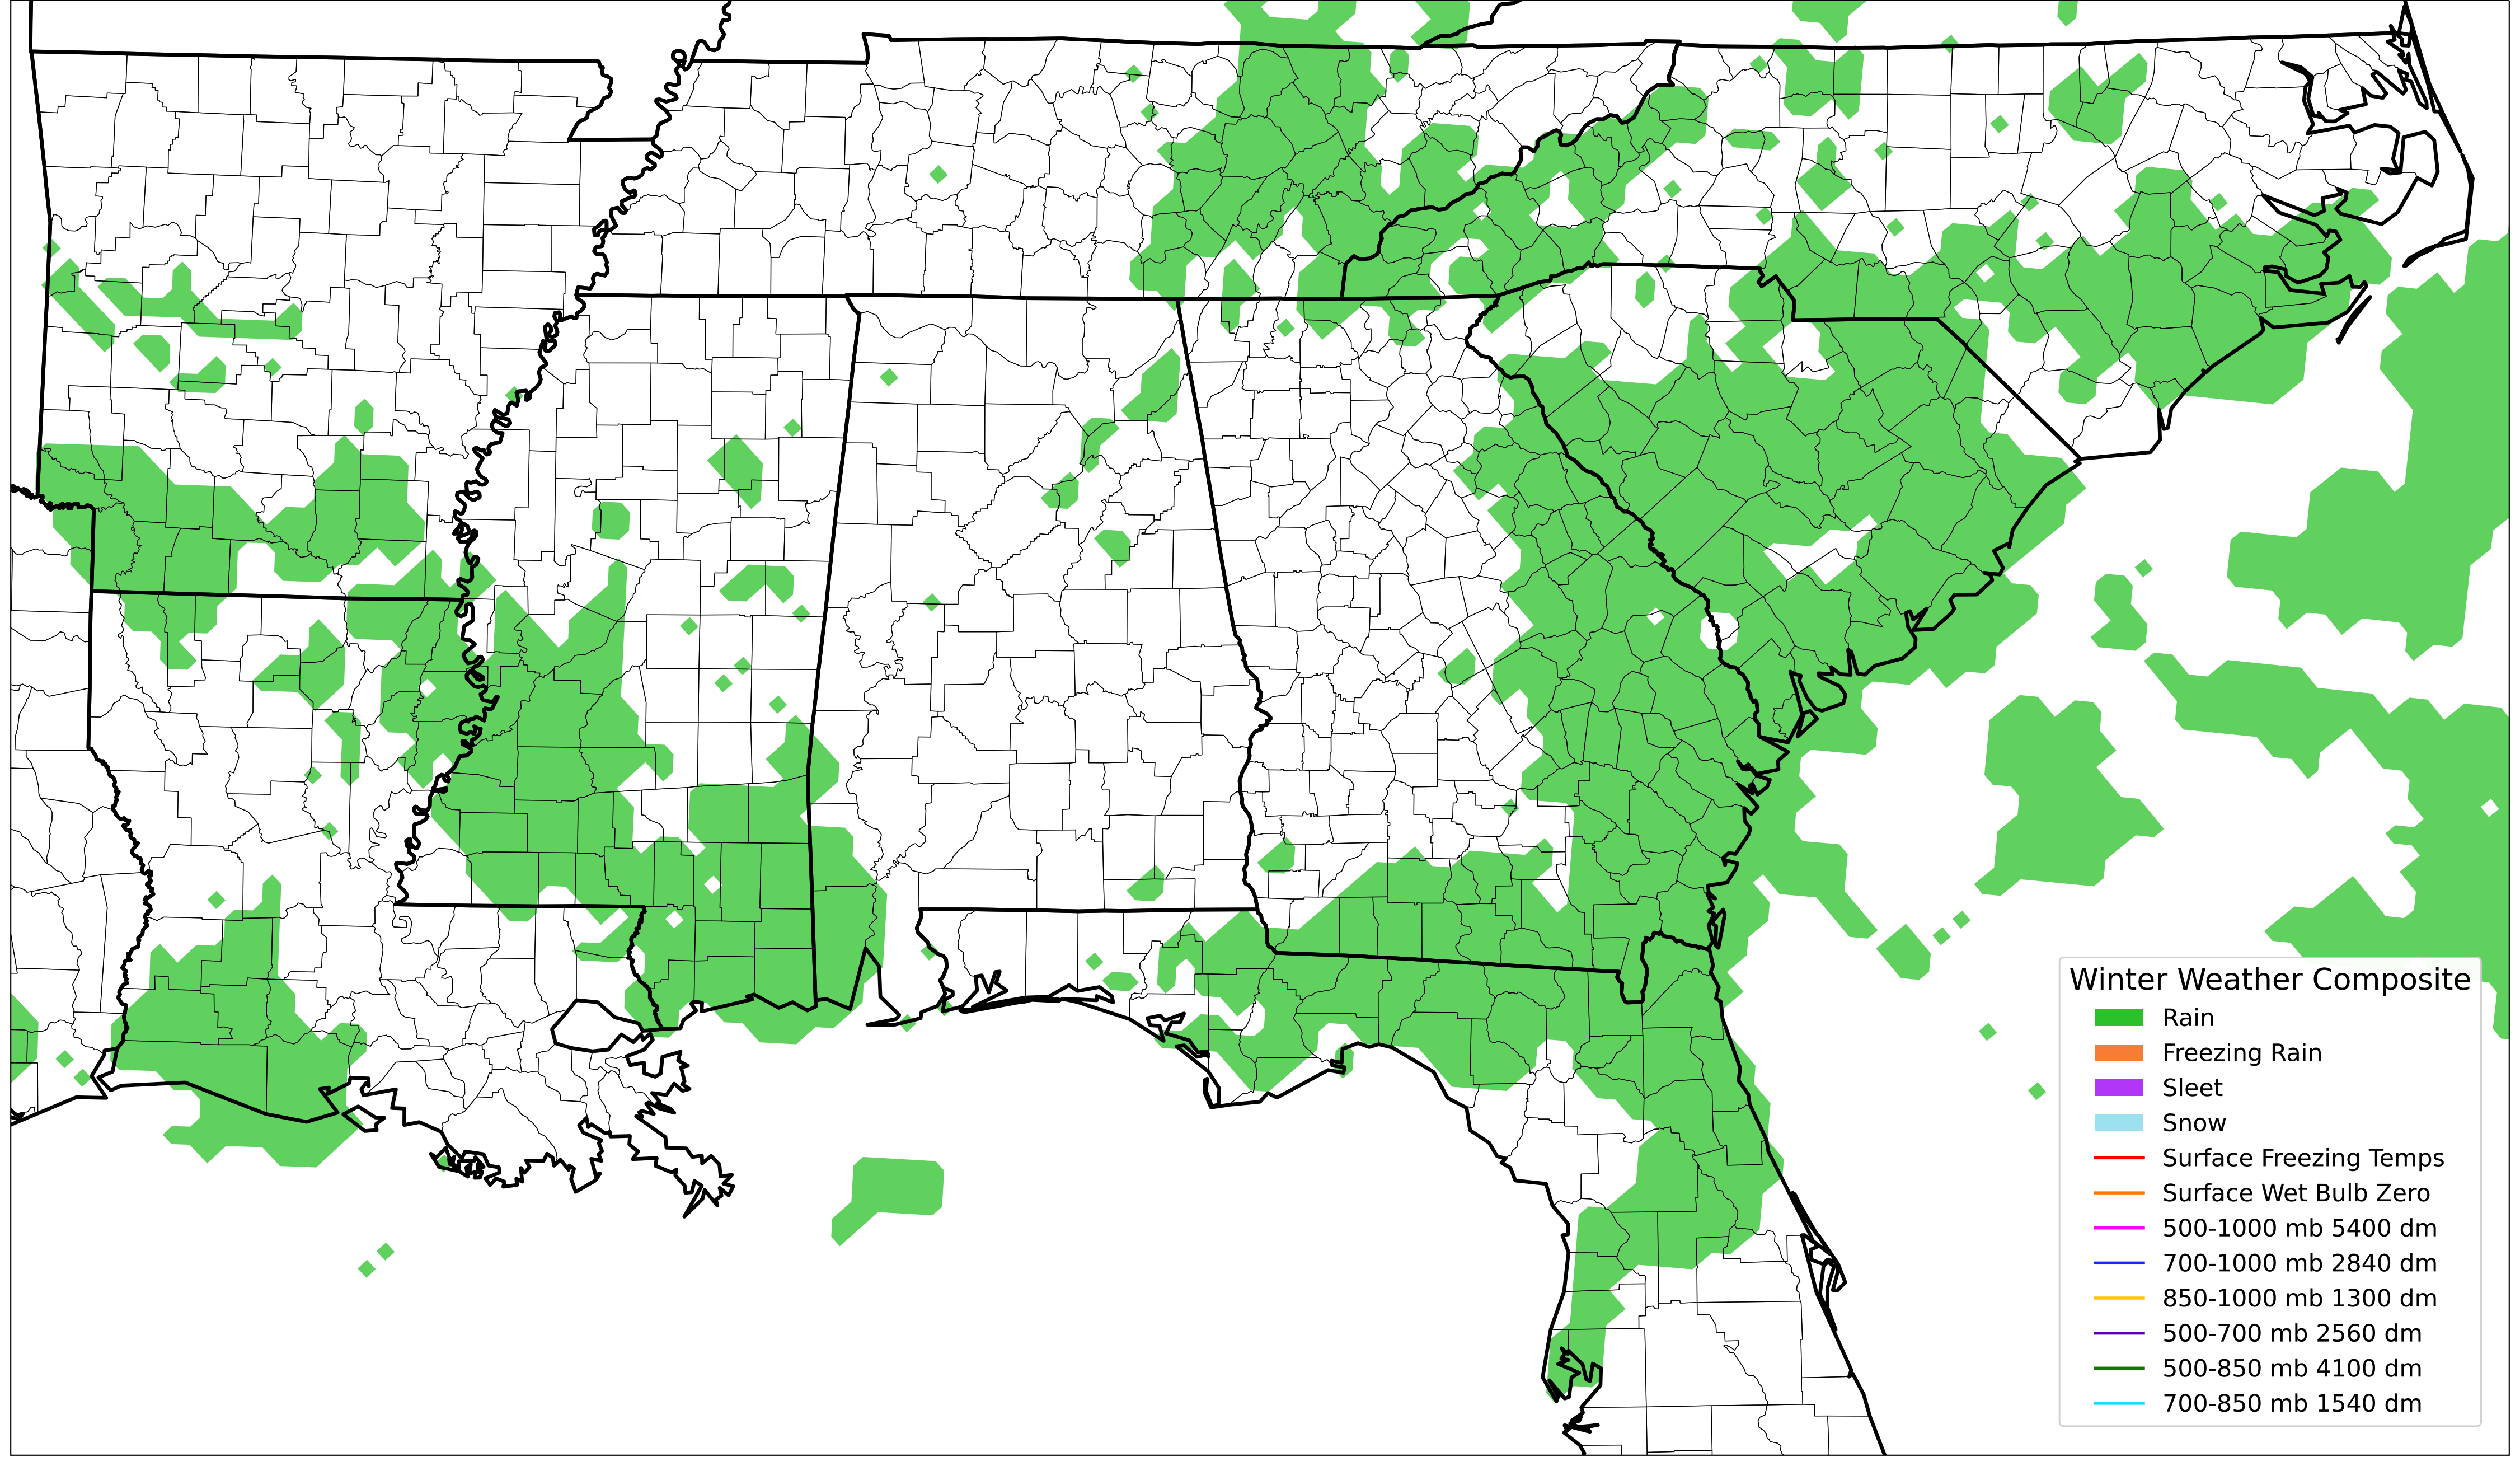 Winter Weather Composite
Rain
Freezing Rain
Sleet
Snow
Surface Freezing Temps
Surface Wet Bulb Zero
500-1000 mb 5400 dm
700-1000 mb 2840 dm
850-1000 mb 1300 dm
500-700 mb 2560 dm
500-850 mb 4100 dm
700-850 mb 1540 dm